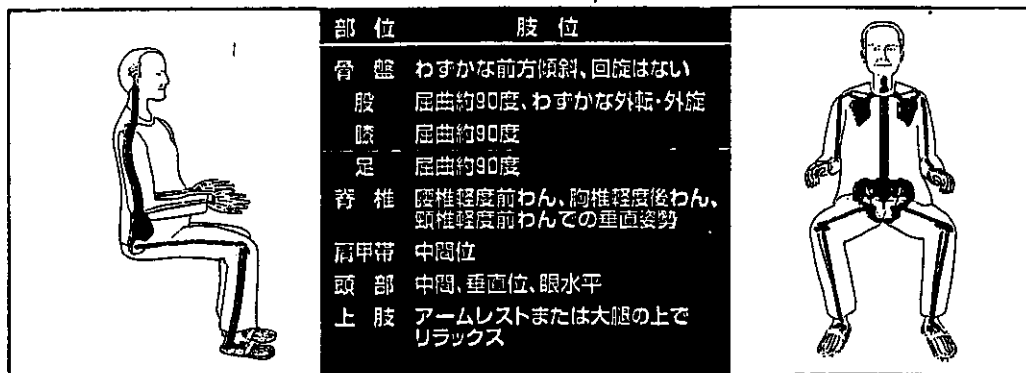 部位 肢位
骨盤 わずかな前方傾斜、回旋はない
股 屈曲約90度、わずかな外転・外旋
膝 屈曲約90度
足 屈曲約90度
脊椎 腰椎軽度前わん、胸椎軽度後わん、
頸椎軽度前わんでの垂直姿勢
肩甲帯 中間位
頭部 中間、垂直位、眼水平
上肢 アームレストまたは大腿の上で
リラックス